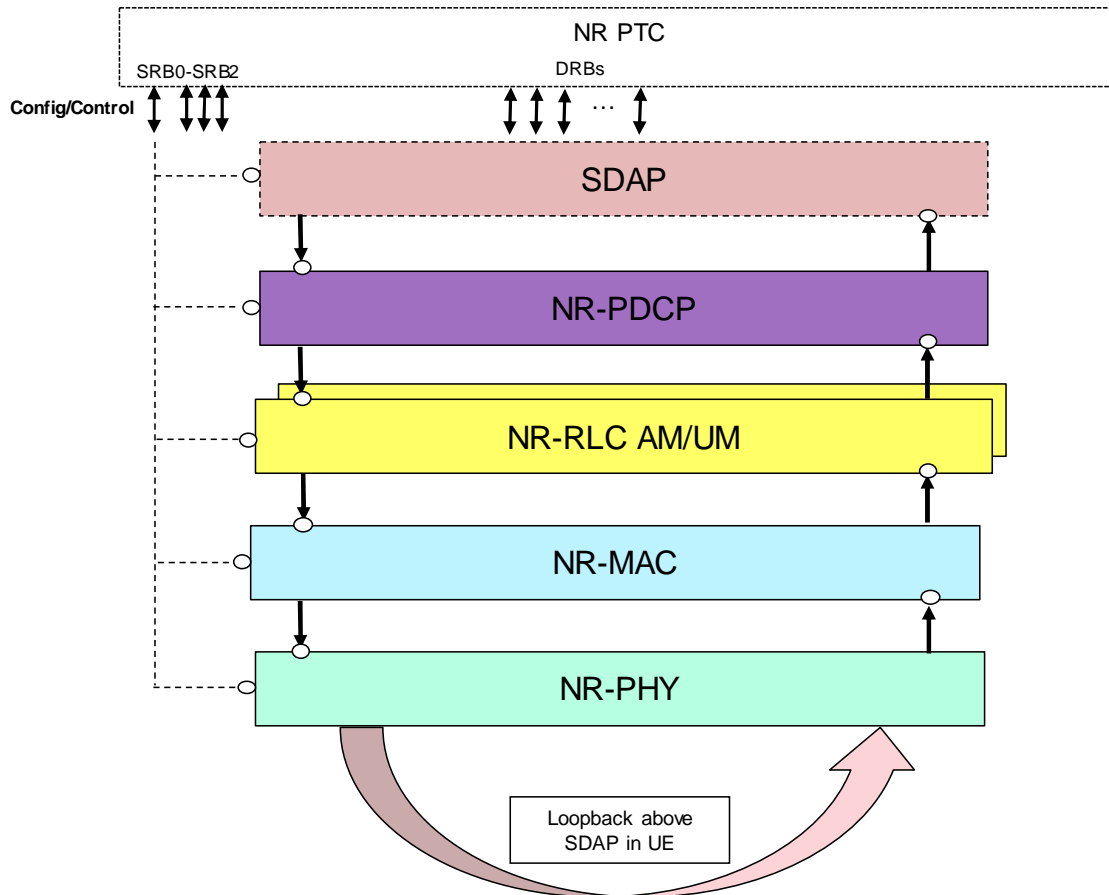 NR PTC
SRB0-SRB2
DRBs
Config/Control
...
SDAP
NR-PDCP
NR-RLC AM/UM
NR-MAC
NR-PHY
Loopback above
SDAP in UE